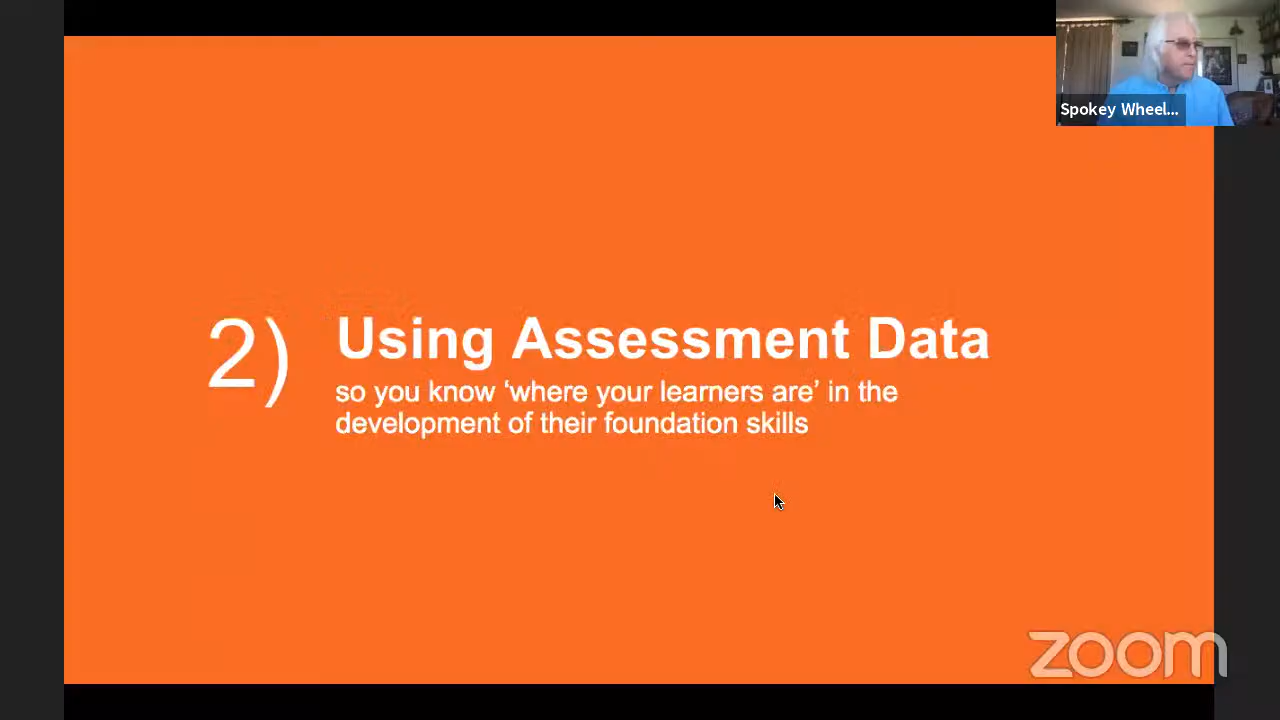 Spokey Wheel...
2) Using Assessment Data
so you know ‘where your learners are’ in the
development of their foundation skills
zoom